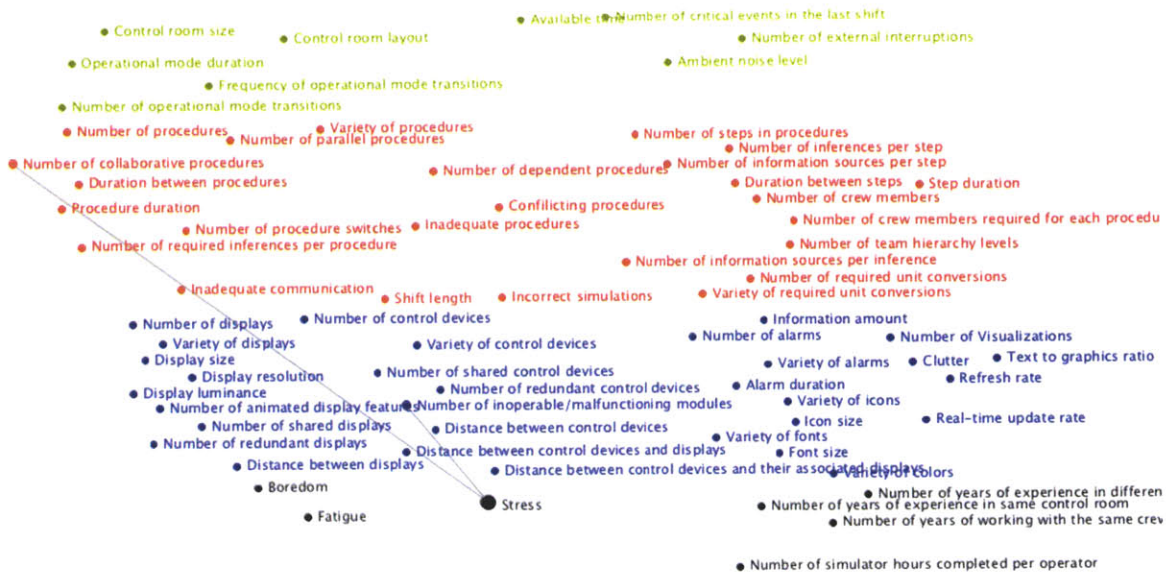 Available time
Number of critical events in the last shift
Control room size
Control room layout
Number of external interruptions
Operational mode duration
Ambient noise level
Frequency of operational mode transitions
Number of operational mode transitions
Number of procedures
Variety of procedures
Number of parallel procedures
Number of steps in procedures
Number of inferences per step
Number of collaborative procedures
Number of dependent procedures
Number of information sources per step
Duration between procedures
Duration between steps
Step duration
Number of crew members
Procedure duration
Confilicting procedures
Number of crew members required for each procedu
Number of procedure switches
Inadequate procedures
Number of required inferences per procedure
Number of team hierarchy levels
Number of information sources per inference
Number of required unit conversions
Inadequate communication
Shift length
Incorrect simulations
Variety of required unit conversions
Number of displays
Number of control devices
Information amount
Number of alarms
Number of Visualizations
Variety of displays
Variety of control devices
Display size
Variety of alarms
Clutter
Text to graphics ratio
Display resolution
Number of shared control devices
Refresh rate
Display luminance
Number of redundant control devices
Alarm duration
Number of animated display features
Number of inoperable/malfunctioning modules
Variety of icons
Number of shared displays
Distance between control devices
Icon size
Real-time update rate
Number of redundant displays
Variety of fonts
Distance between control devices and displays
Font size
Distance between displays
Distance between control devices and their associated displays
Variety of colors
Boredom
Number of years of experience in differen
Stress
Number of years of experience in same control room
Fatigue
Number of years of working with the same crew
Number of simulator hours completed per operator